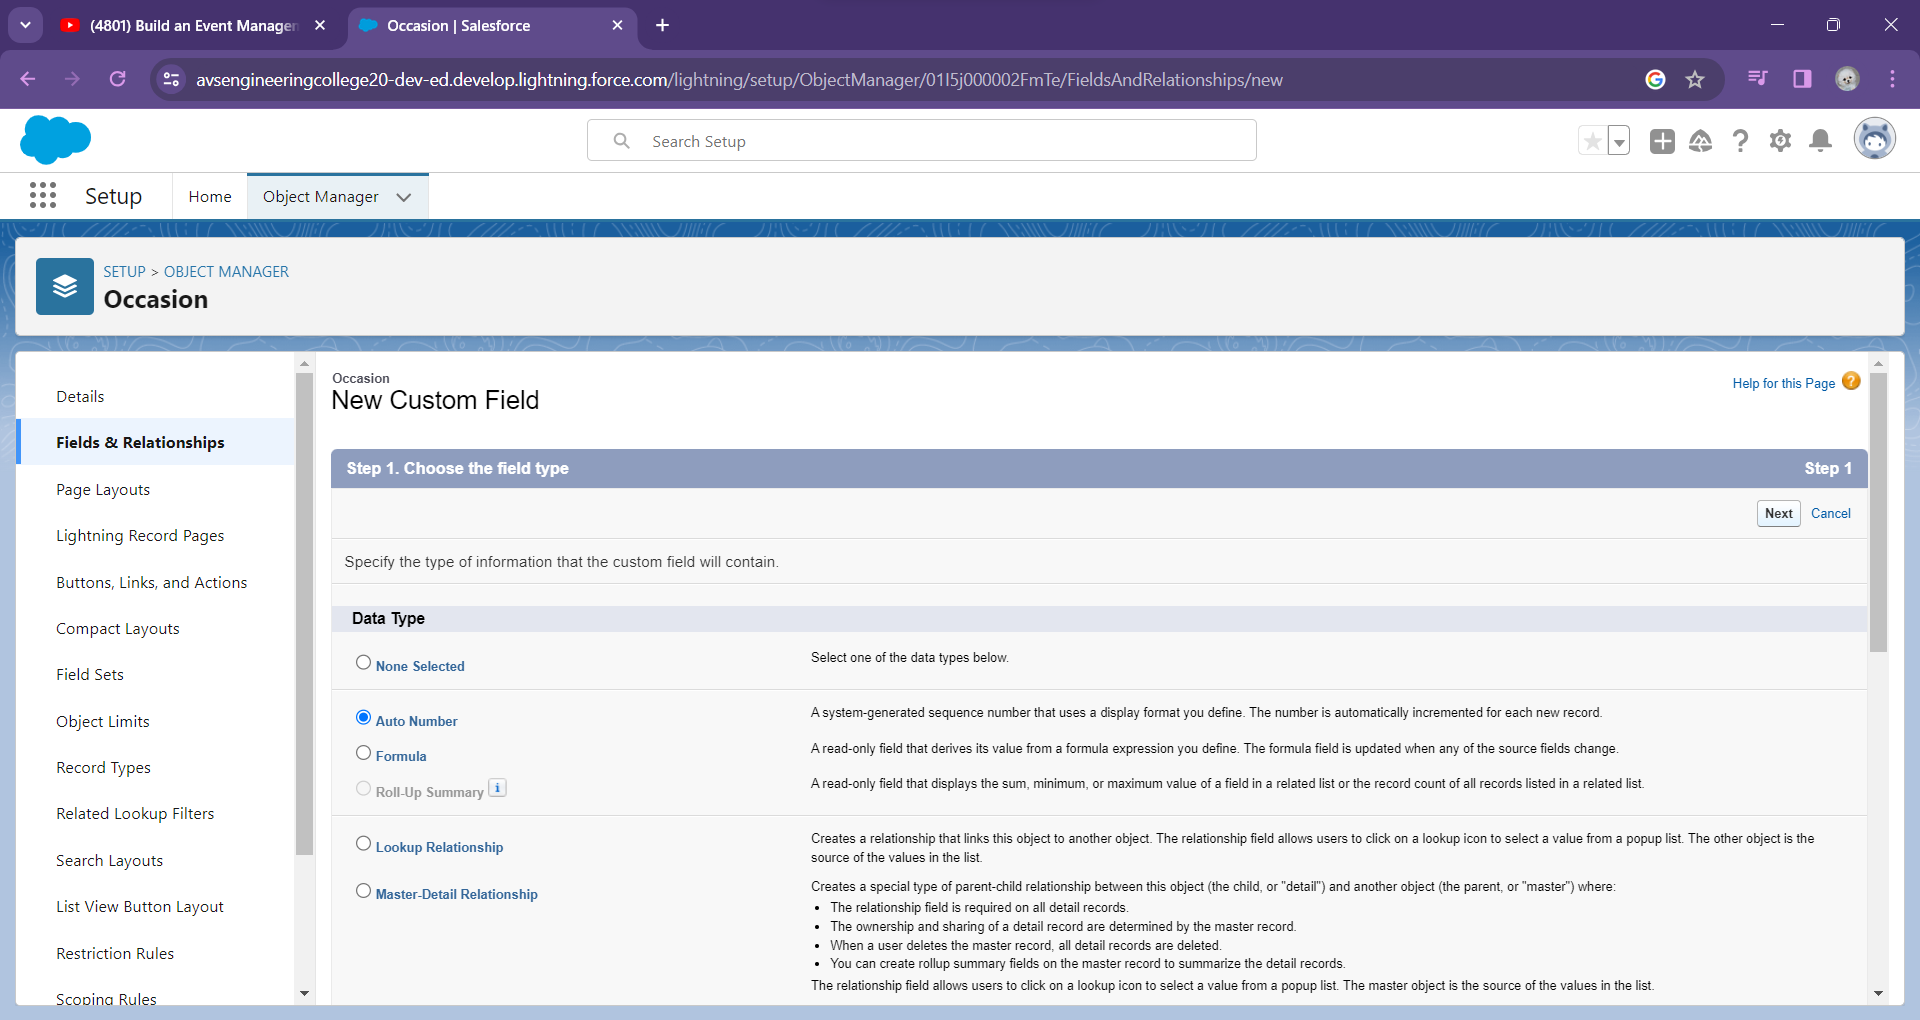 (4801) Build an Event Manager
Occasion | Salesforce
avsengineeringcollege20-dev-ed.develop.lightning.force.com/lightning/setup/ObjectManager/01I5j000002FmTe/FieldsAndRelationships/new
Search Setup
Setup
Home
Object Manager
SETUP > OBJECT MANAGER
Occasion
Details
Fields & Relationships
Page Layouts
Lightning Record Pages
Buttons, Links, and Actions
Compact Layouts
Field Sets
Object Limits
Record Types
Related Lookup Filters
Search Layouts
List View Button Layout
Restriction Rules
Scoping Rules
Occasion
New Custom Field
Help for this Page
Step 1. Choose the field type
Step 1
Next
Cancel
Specify the type of information that the custom field will contain.
Data Type
None Selected
Select one of the data types below.
Auto Number
A system-generated sequence number that uses a display format you define. The number is automatically incremented for each new record.
Formula
A read-only field that derives its value from a formula expression you define. The formula field is updated when any of the source fields change.
Roll-Up Summary
A read-only field that displays the sum, minimum, or maximum value of a field in a related list or the record count of all records listed in a related list.
Lookup Relationship
Creates a relationship that links this object to another object. The relationship field allows users to click on a lookup icon to select a value from a popup list. The other object is the
source of the values in the list.
Master-Detail Relationship
Creates a special type of parent-child relationship between this object (the child, or "detail") and another object (the parent, or "master") where:
• The relationship field is required on all detail records.
• The ownership and sharing of a detail record are determined by the master record.
• When a user deletes the master record, all detail records are deleted.
• You can create rollup summary fields on the master record to summarize the detail records.
The relationship field allows users to click on a lookup icon to select a value from a popup list. The master object is the source of the values in the list.